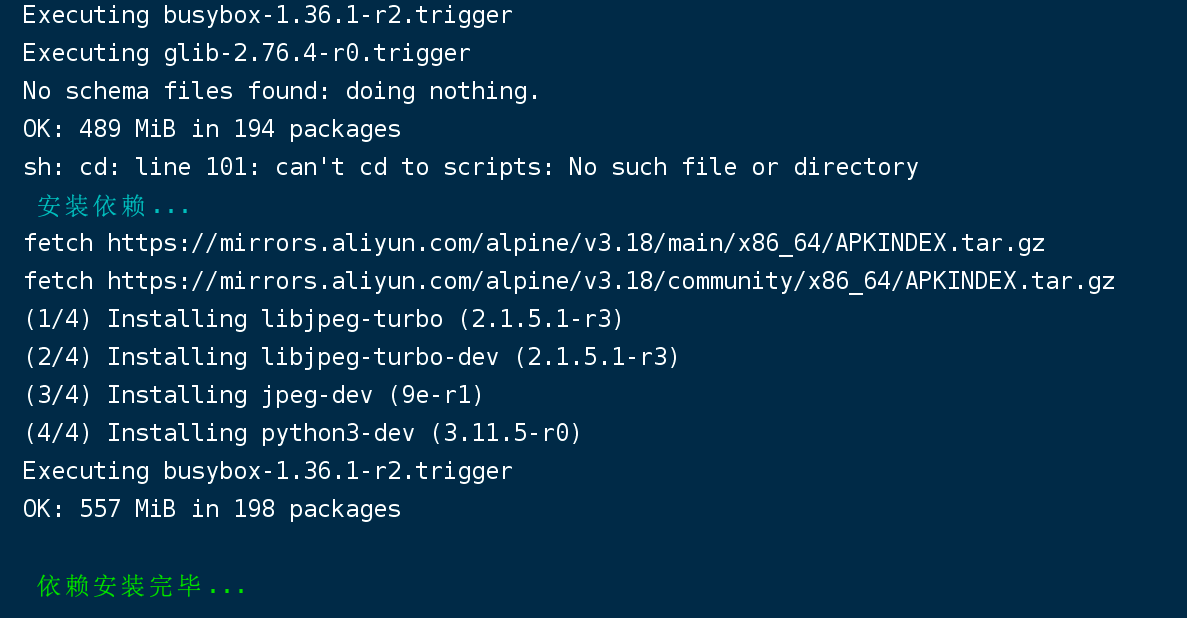 Executing busybox-1.36.1-r2.trigger
Executing glib-2.76.4-r0.trigger
No schema files found: doing nothing.
OK: 489 MiB in 194 packages
sh: cd: line 101: can't cd to scripts: No such file or directory
安装依赖...
fetch https://mirrors.aliyun.com/alpine/v3.18/main/x86_64/APKINDEX.tar.gz
fetch https://mirrors.aliyun.com/alpine/v3.18/community/x86_64/APKINDEX.tar.gz
(1/4) Installing libjpeg-turbo (2.1.5.1-r3)
(2/4) Installing libjpeg-turbo-dev (2.1.5.1-r3)
(3/4) Installing jpeg-dev (9e-r1)
(4/4) Installing python3-dev (3.11.5-r0)
Executing busybox-1.36.1-r2.trigger
OK: 557 MiB in 198 packages
依赖安装完毕...